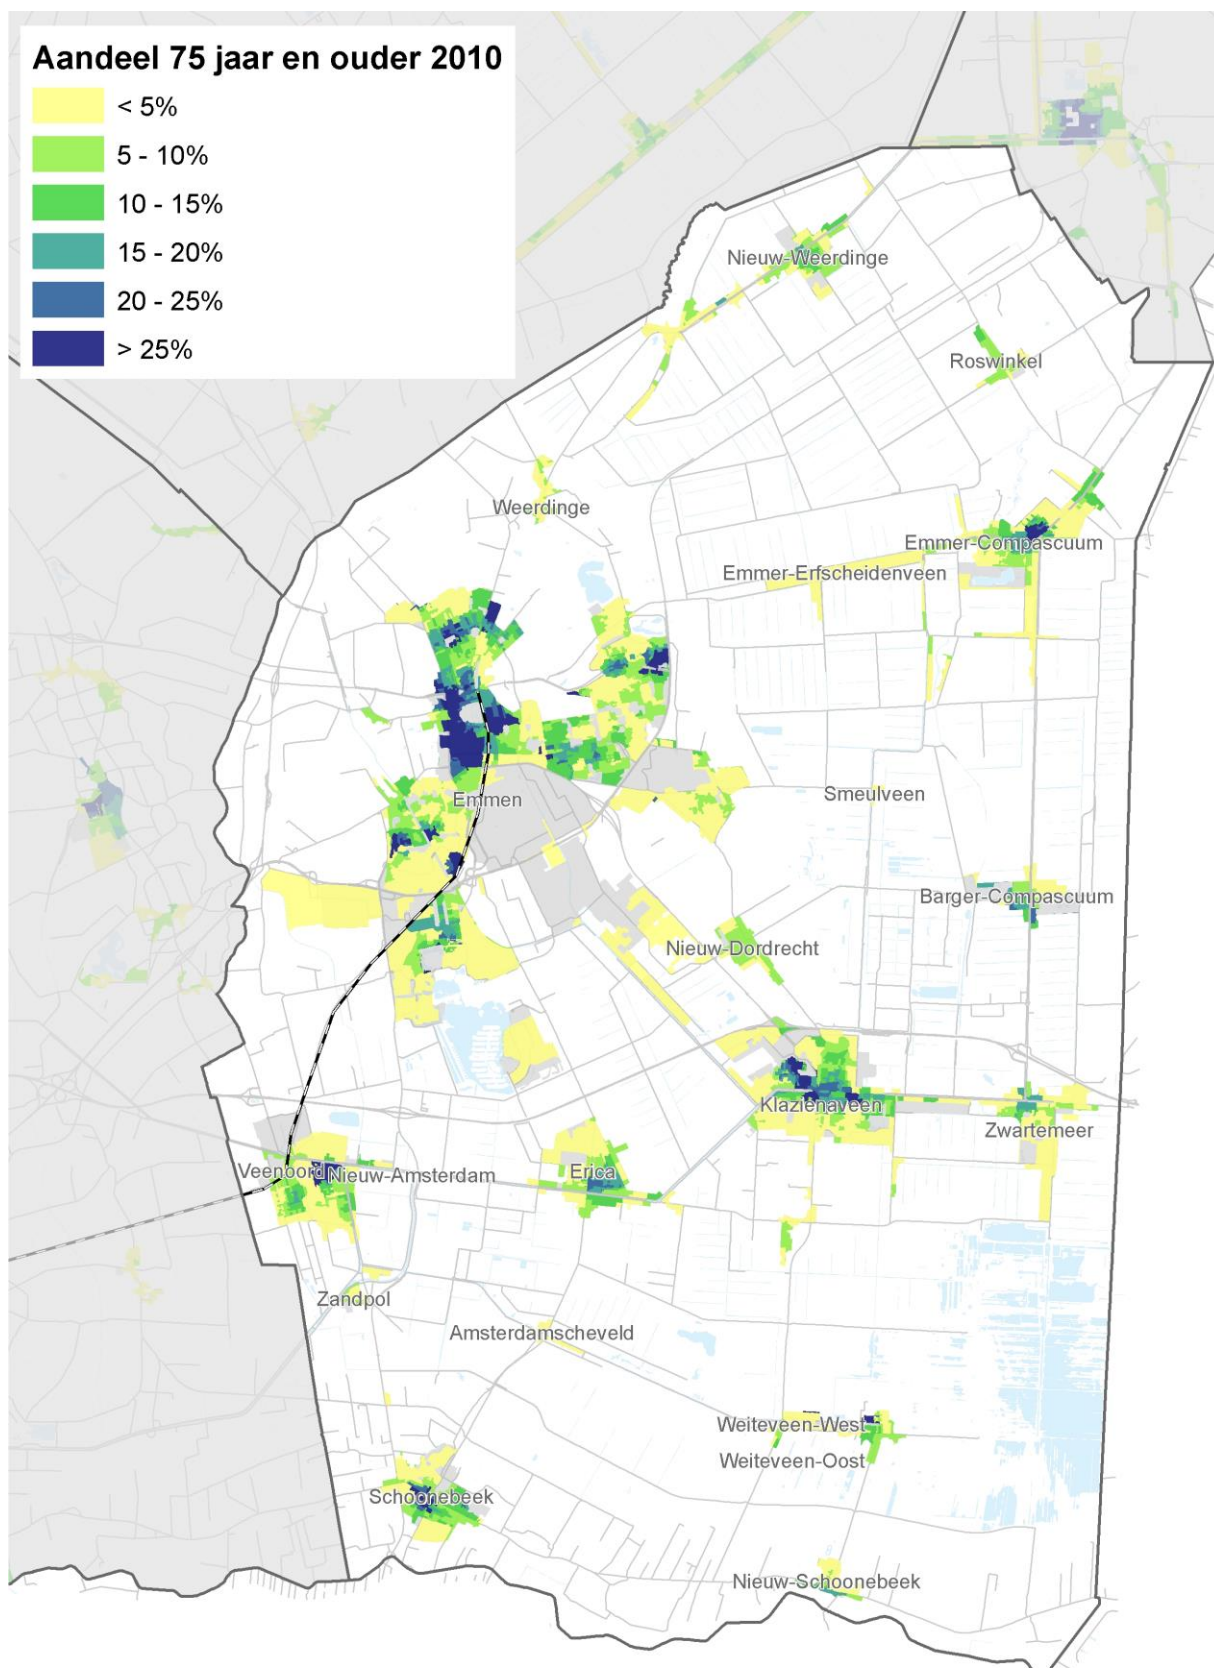 Aandeel 75 jaar en ouder 2010
< 5%
5 - 10%
10 - 15%
15 - 20%
20 - 25%
> 25%
Nieuw-Weerdinge
Roswinkel
Weerdinge
Emmer-Compascuum
Emmer-Erfscheidenveen
Smeulveen
Emmen
Barger-Compascuum
Nieuw-Dordrecht
Klazienaveen
Zwartemeer
Veenoord
Nieuw-Amsterdam
Erica
Zandpol
Amsterdamscheveld
Weiteveen-West
Weiteveen-Oost
Schoonebeek
Nieuw-Schoonebeek